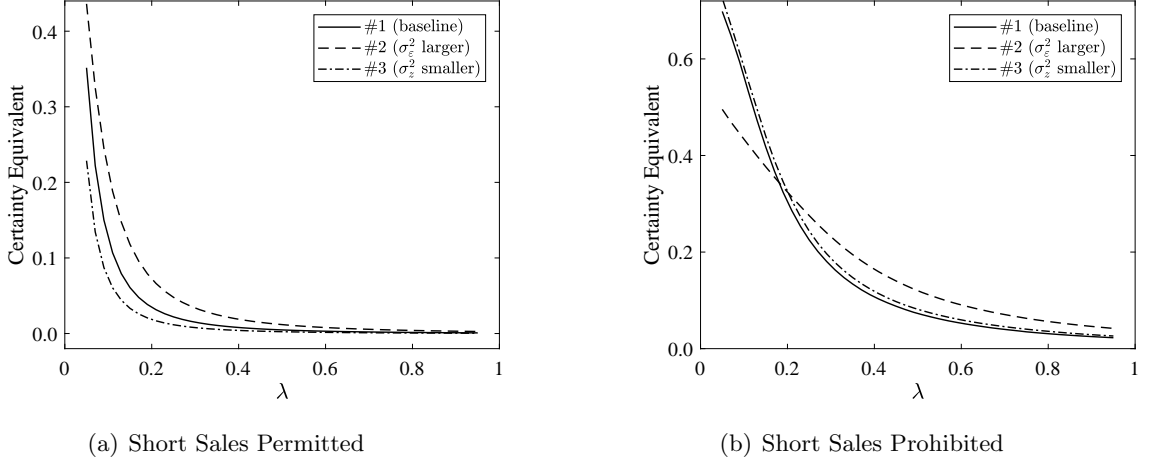 0.4
0.3
0.2
0.1
0.0
Certainty Equivalent
#1 (baseline)
#2 (σ²_ε larger)
#3 (σ²_z smaller)
0 0.2 0.4 0.6 0.8 1
λ
(a) Short Sales Permitted
0.6
0.4
0.2
0.0
Certainty Equivalent
#1 (baseline)
#2 (σ²_ε larger)
#3 (σ²_z smaller)
0 0.2 0.4 0.6 0.8 1
λ
(b) Short Sales Prohibited